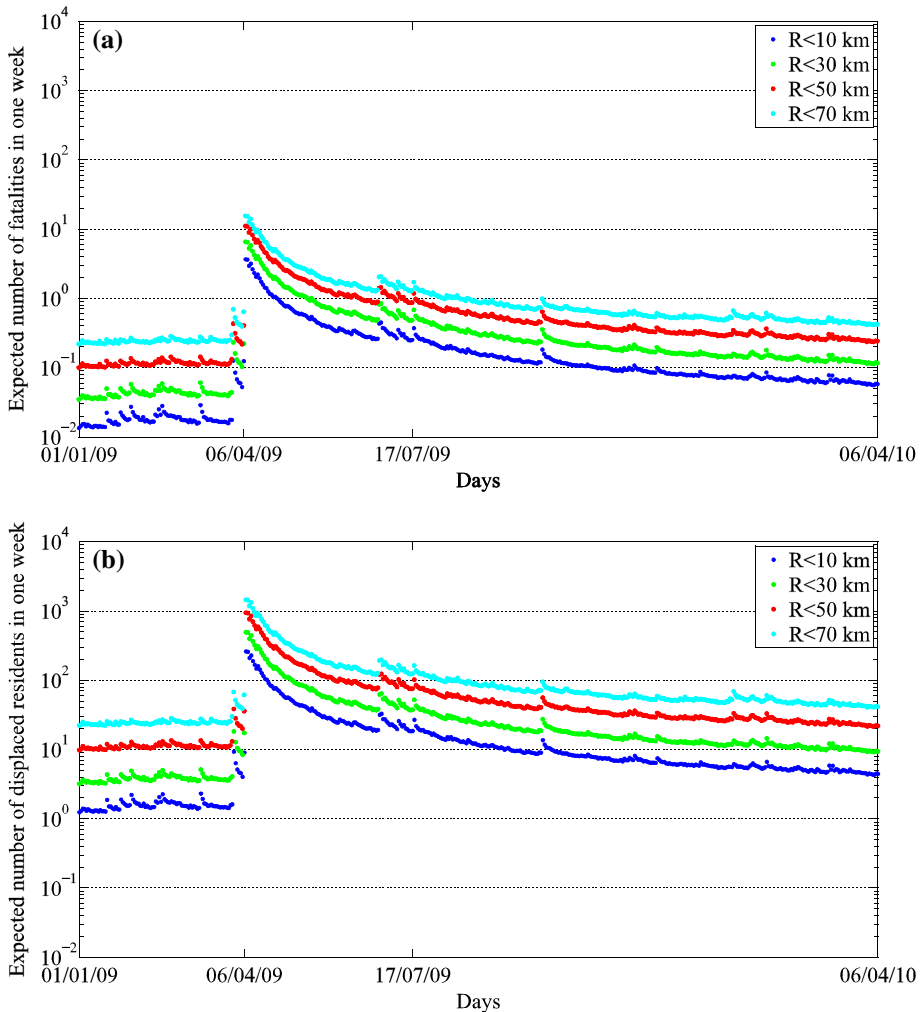 (a)
Expected number of fatalities in one week
10^4
10^3
10^2
10^1
10^0
10^-1
10^-2
R<10 km
R<30 km
R<50 km
R<70 km
01/01/09 06/04/09 17/07/09 06/04/10
Days
(b)
Expected number of displaced residents in one week
10^4
10^3
10^2
10^1
10^0
10^-1
10^-2
R<10 km
R<30 km
R<50 km
R<70 km
01/01/09 06/04/09 17/07/09 06/04/10
Days